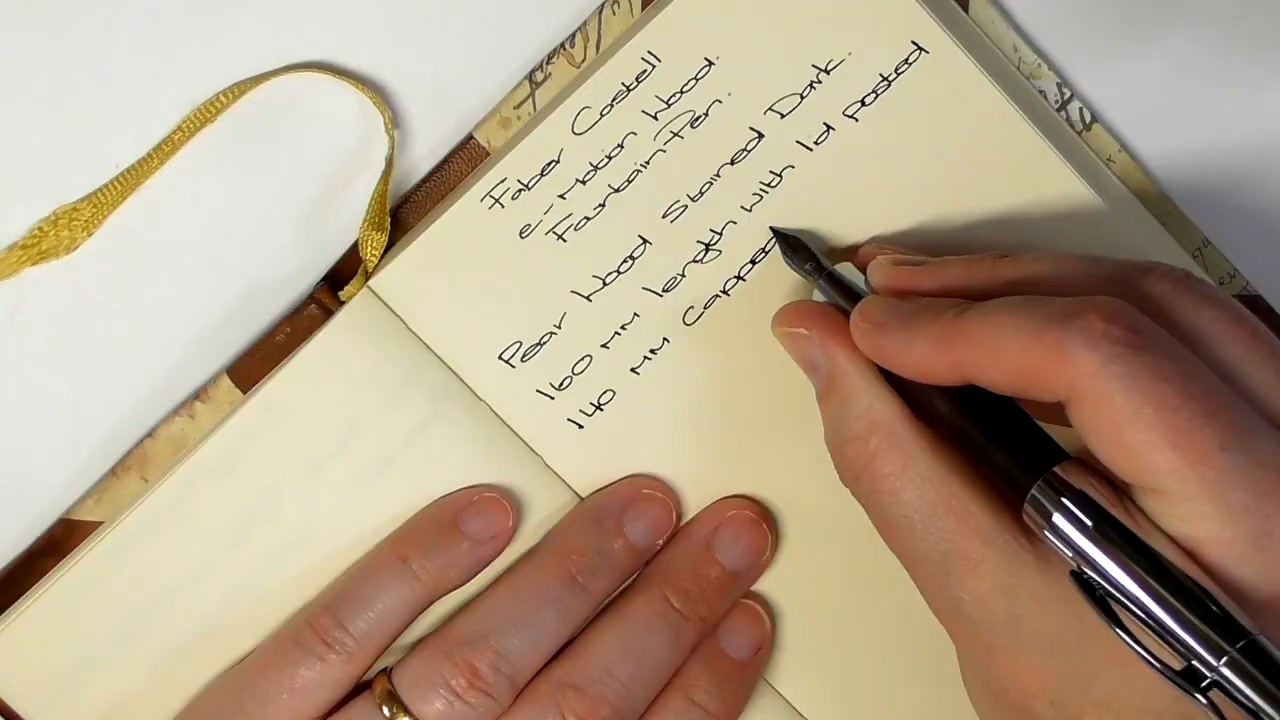 Faber Castell
e-Motion Wood
Fountain Pen.
Pear Wood Stained Dark.
160 MM length with lid posted
140 MM Capped